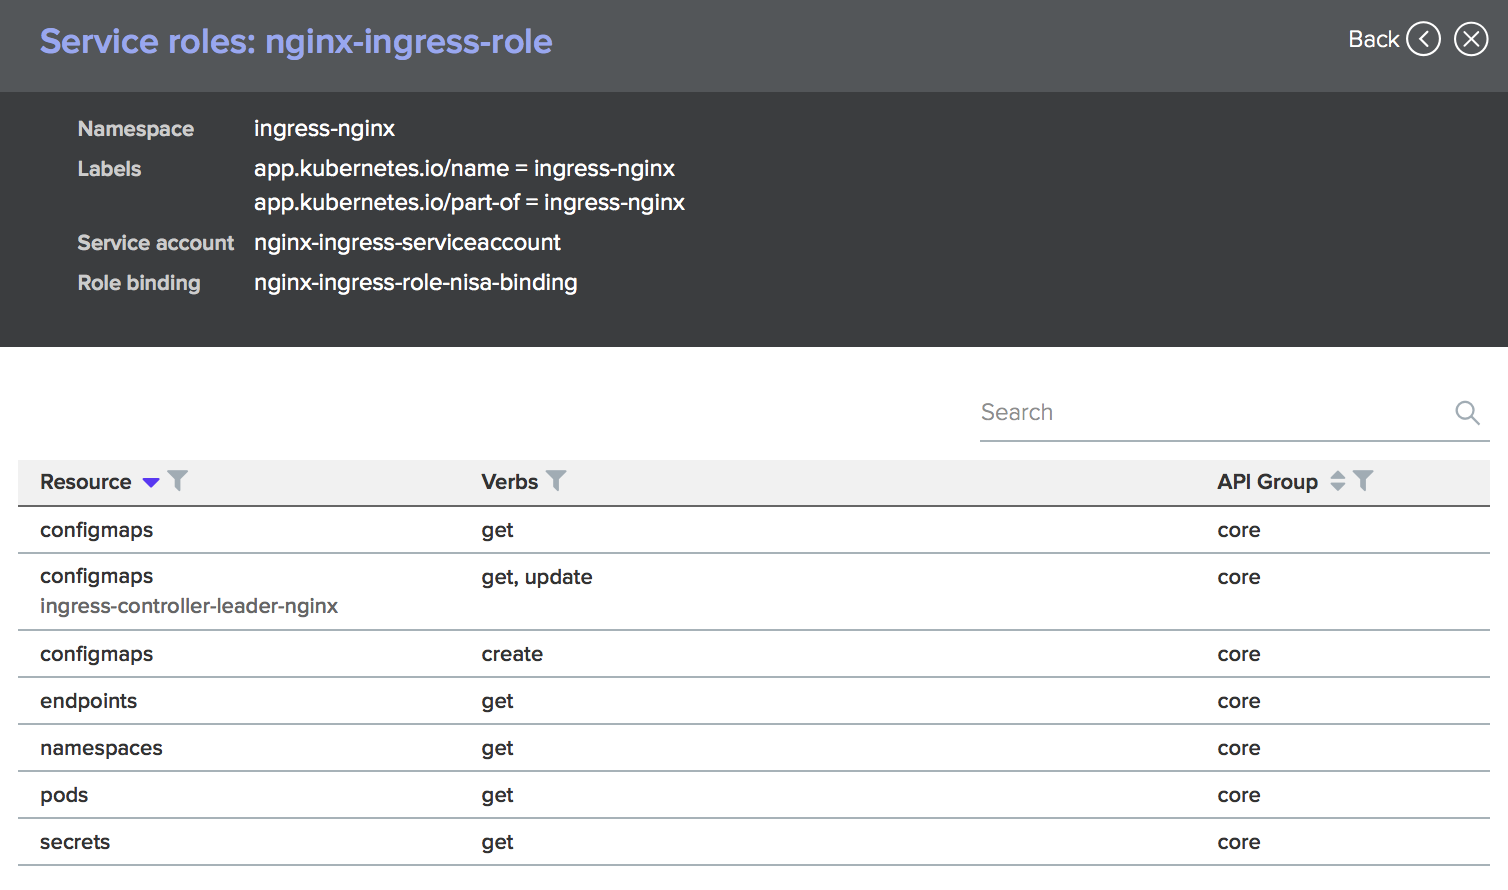 Service roles: nginx-ingress-role
Back
Namespace ingress-nginx
Labels app.kubernetes.io/name = ingress-nginx
app.kubernetes.io/part-of = ingress-nginx
Service account nginx-ingress-serviceaccount
Role binding nginx-ingress-role-nisa-binding
Search
Resource Verbs API Group
configmaps get core
configmaps get, update core
ingress-controller-leader-nginx
configmaps create core
endpoints get core
namespaces get core
pods get core
secrets get core